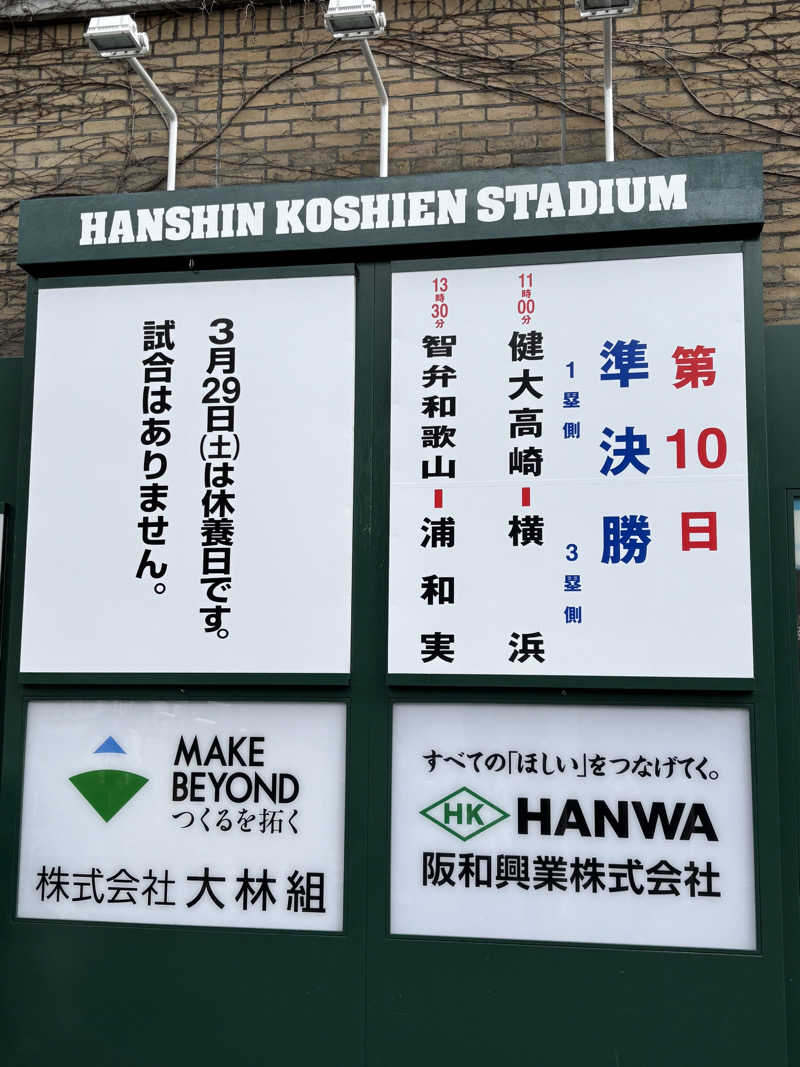 HANSHIN KOSHIEN STADIUM
3月29日(土)は休養日です。
試合はありません。
第10日
準決勝
1塁側 3塁側
11時00分 健大高崎-横浜
13時30分 智弁和歌山-浦和実
MAKE
BEYOND
つくるを拓く
株式会社 大林組
すべての「ほしい」をつなげてく。
HK HANWA
阪和興業株式会社